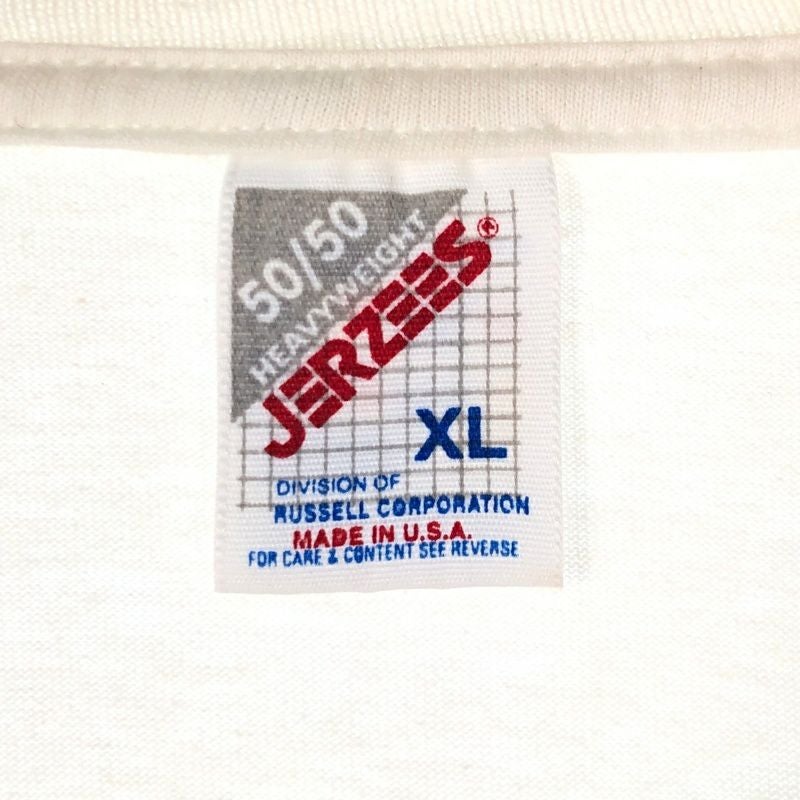 50/50
HEAVYWEIGHT
JERZEES®
XL
DIVISION OF
RUSSELL CORPORATION
MADE IN U.S.A.
FOR CARE & CONTENT SEE REVERSE